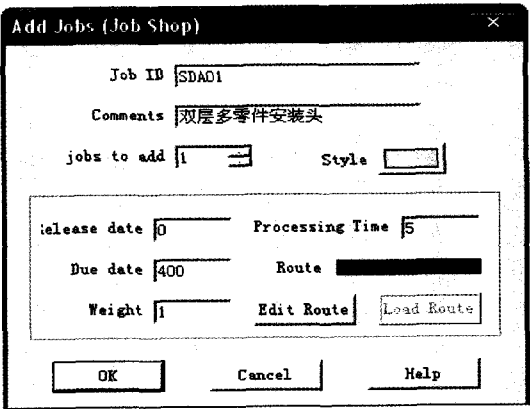 Add Jobs (Job Shop)
Job ID SDA01
Comments 双层多零件安装头
jobs to add 1 Style
elease date 0 Processing Time 5
Due date 400 Route
Weight 1 Edit Route Load Route
OK Cancel Help